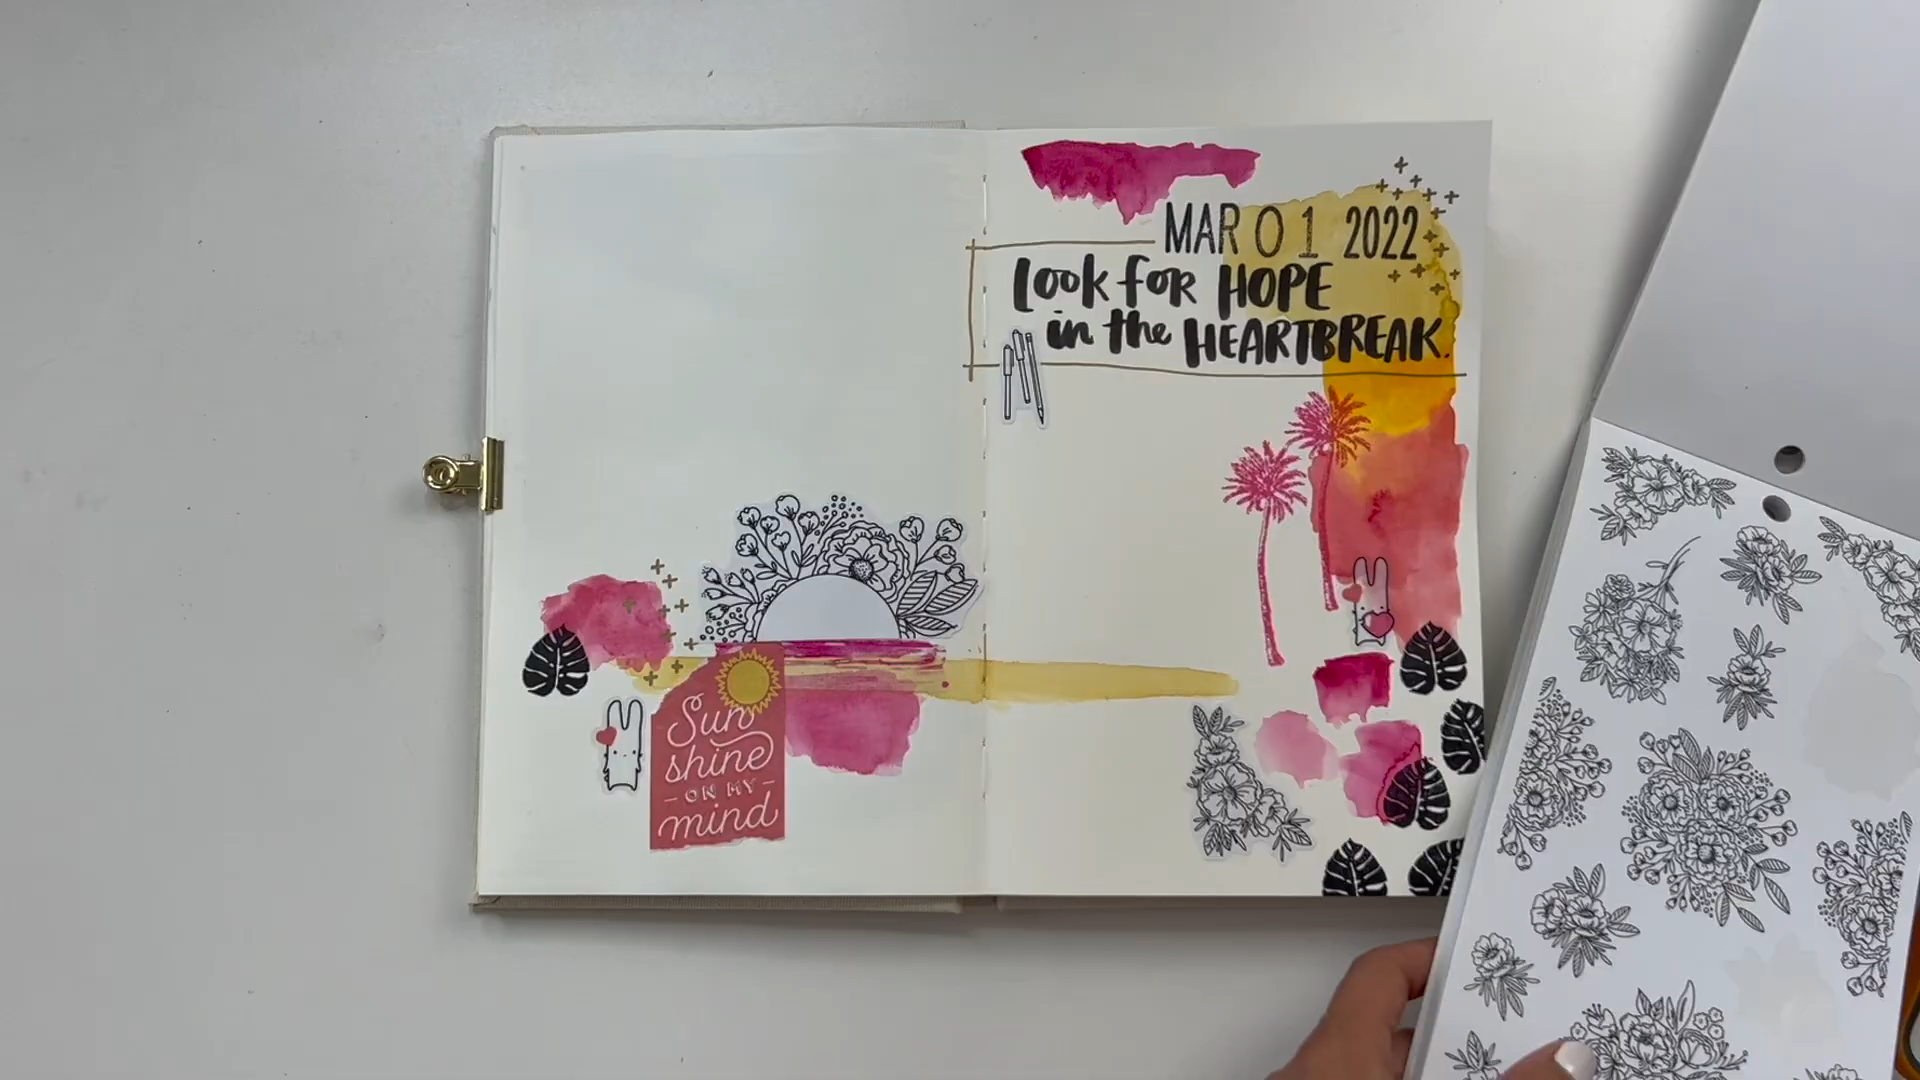 MAR 01 2022
Look for HOPE
in the HEARTBREAK.
Sun
shine
- ON MY -
mind